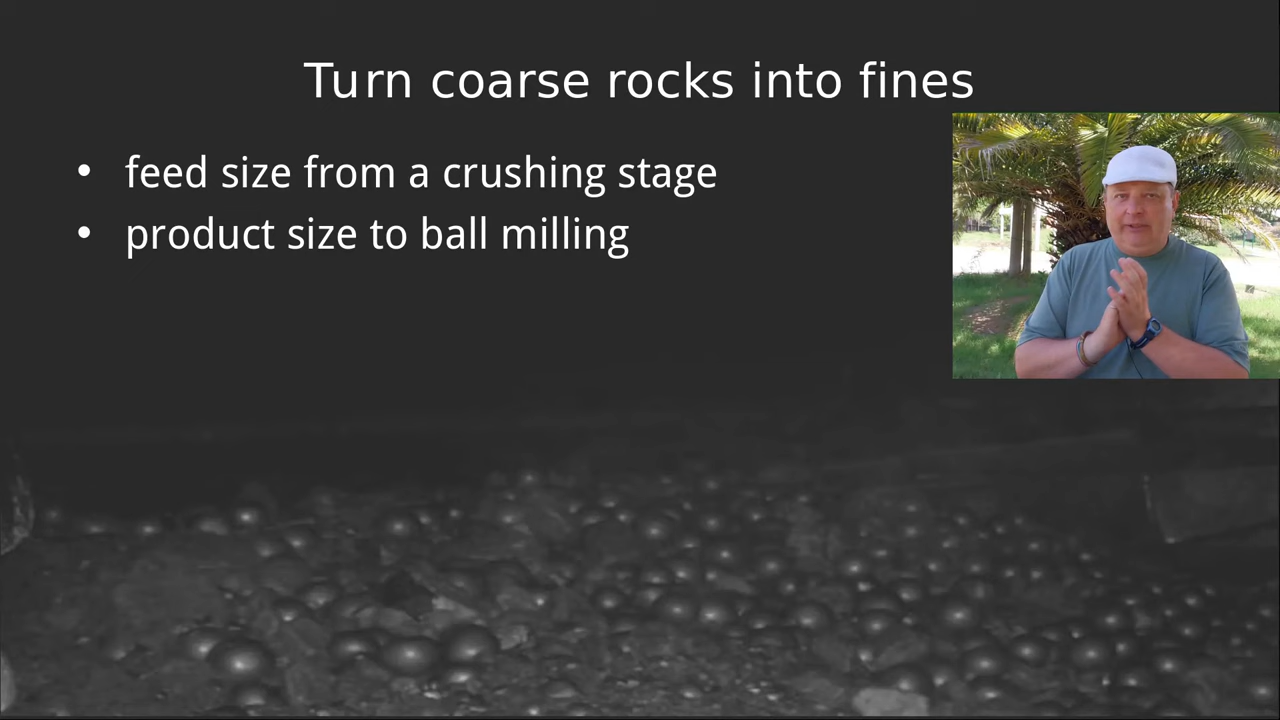 Turn coarse rocks into fines
• feed size from a crushing stage
• product size to ball milling